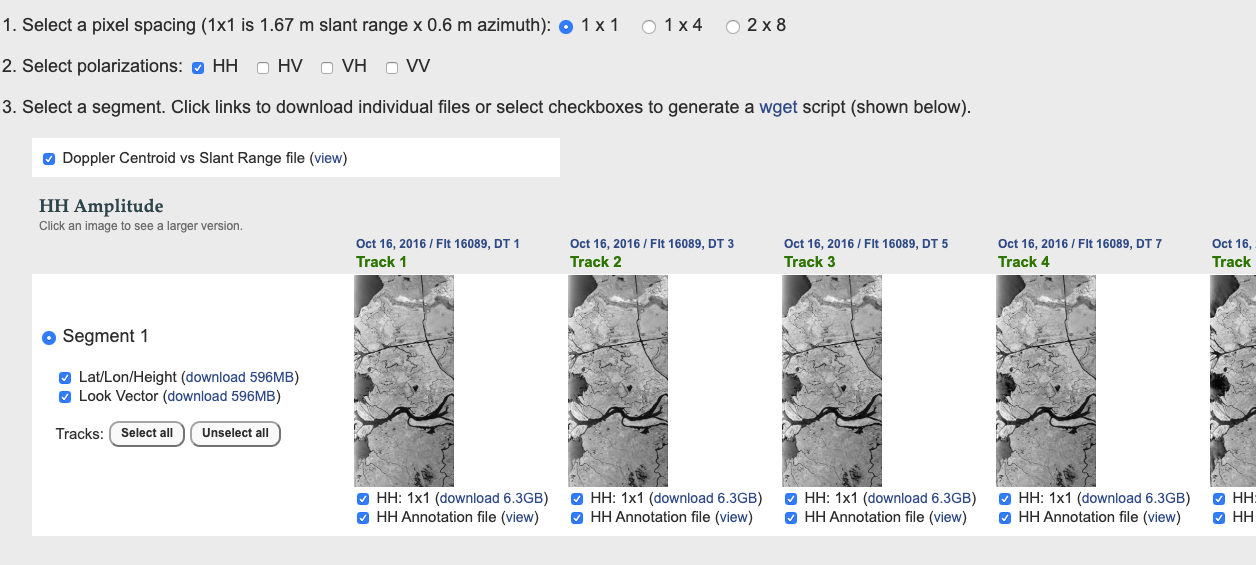 1. Select a pixel spacing (1x1 is 1.67 m slant range x 0.6 m azimuth): 1 x 1 1 x 4 2 x 8
2. Select polarizations: HH HV VH VV
3. Select a segment. Click links to download individual files or select checkboxes to generate a wget script (shown below).
Doppler Centroid vs Slant Range file (view)
HH Amplitude
Click an image to see a larger version.
Oct 16, 2016 / Flt 16089, DT 1 Oct 16, 2016 / Flt 16089, DT 3 Oct 16, 2016 / Flt 16089, DT 5 Oct 16, 2016 / Flt 16089, DT 7 Oct 16,
Track 1 Track 2 Track 3 Track 4 Track
Segment 1
Lat/Lon/Height (download 596MB)
Look Vector (download 596MB)
Tracks: Select all Unselect all
HH: 1x1 (download 6.3GB) HH: 1x1 (download 6.3GB) HH: 1x1 (download 6.3GB) HH: 1x1 (download 6.3GB) HH:
HH Annotation file (view) HH Annotation file (view) HH Annotation file (view) HH Annotation file (view) HH